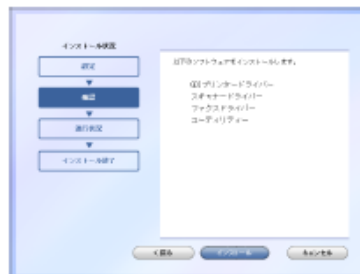 インストール状況
設定
確認
進行状況
インストール終了
以下のソフトウェアをインストールします。
GDI プリンタードライバー
スキャナードライバー
ファクスドライバー
ユーティリティー
< 戻る
インストール
キャンセル